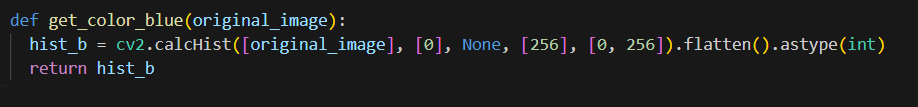 def get_color_blue(original_image):
  hist_b = cv2.calcHist([original_image], [0], None, [256], [0, 256]).flatten().astype(int)
  return hist_b